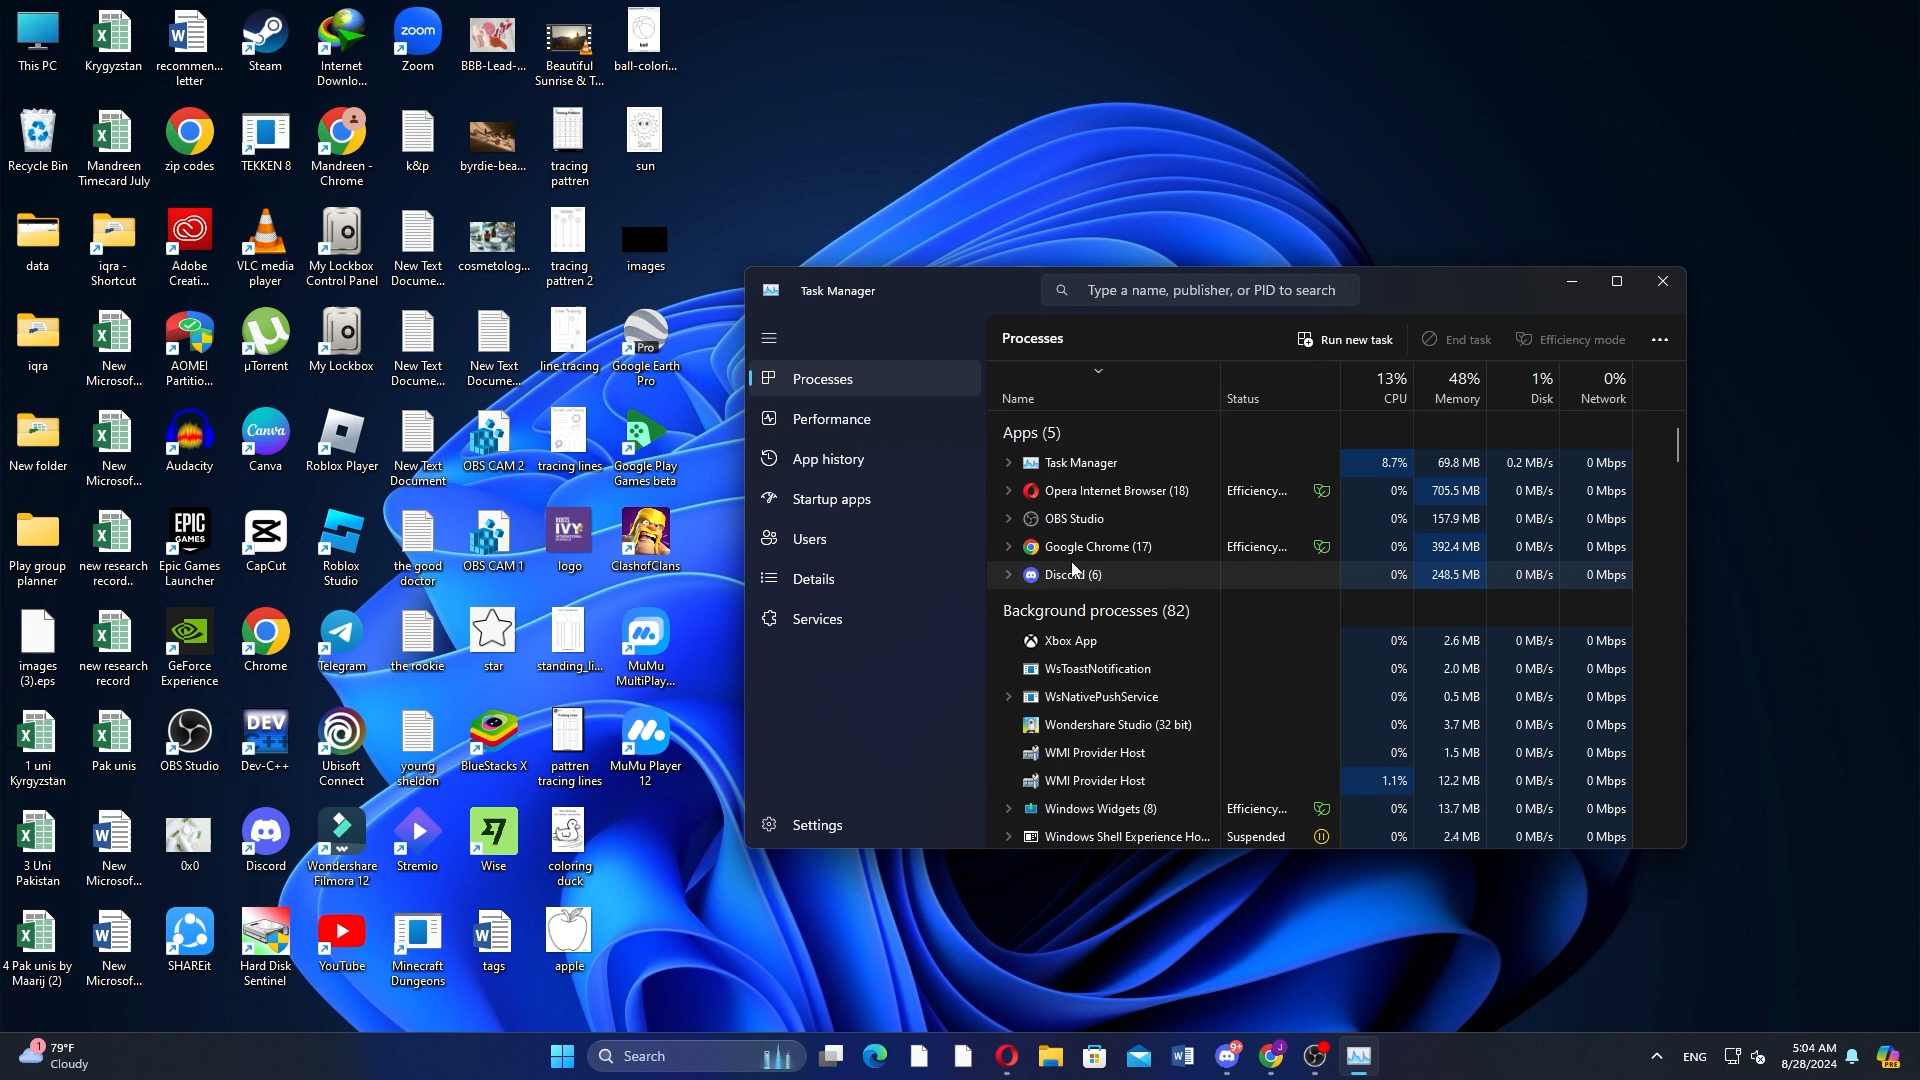 This PC
Krygyzstan
recommen...
letter
Steam
Internet
Downlo...
zoom
Zoom
BBB-Lead-...
Beautiful
Sunrise & T...
ball
ball-colori...
Recycle Bin
Mandreen
Timecard July
zip codes
TEKKEN 8
Mandreen -
Chrome
k&p
byrdie-bea...
tracing
pattren
Sun
sun
data
iqra -
Shortcut
Adobe
Creati...
VLC media
player
My Lockbox
Control Panel
New Text
Docume...
cosmetolog...
tracing
pattren 2
images
iqra
New
Microsof...
AOMEI
Partitio...
µTorrent
My Lockbox
New Text
Docume...
New Text
Docume...
Line Tracing
line tracing
Pro
Google Earth
Pro
New folder
New
Microsof...
Audacity
Canva
Canva
Roblox Player
New Text
Document
OBS CAM 2
tracing lines
Google Play
Games beta
Play group
planner
new research
record..
EPIC
GAMES
Epic Games
Launcher
CapCut
Roblox
Studio
the good
doctor
OBS CAM 1
ROOTS
IVY
logo
ClashofClans
images
(3).eps
new research
record
GeForce
Experience
Chrome
Telegram
the rookie
star
standing_li...
MuMu
MultiPlay...
1 uni
Kyrgyzstan
Pak unis
OBS Studio
DEV
C++
Dev-C++
Ubisoft
Connect
young
sheldon
BlueStacks X
pattren
tracing lines
MuMu Player
12
3 Uni
Pakistan
New
Microsof...
0x0
Discord
Wondershare
Filmora 12
Stremio
Wise
coloring
duck
4 Pak unis by
Maarij (2)
New
Microsof...
SHAREit
Hard Disk
Sentinel
YouTube
Minecraft
Dungeons
tags
apple
Task Manager
Type a name, publisher, or PID to search
Processes
Performance
App history
Startup apps
Users
Details
Services
Settings
Processes
Run new task
End task
Efficiency mode
13% 48% 1% 0%
Name Status CPU Memory Disk Network
Apps (5)
Task Manager 8.7% 69.8 MB 0.2 MB/s 0 Mbps
Opera Internet Browser (18) Efficiency... 0% 705.5 MB 0 MB/s 0 Mbps
OBS Studio 0% 157.9 MB 0 MB/s 0 Mbps
Google Chrome (17) Efficiency... 0% 392.4 MB 0 MB/s 0 Mbps
Discord (6) 0% 248.5 MB 0 MB/s 0 Mbps
Background processes (82)
Xbox App 0% 2.6 MB 0 MB/s 0 Mbps
WsToastNotification 0% 2.0 MB 0 MB/s 0 Mbps
WsNativePushService 0% 0.5 MB 0 MB/s 0 Mbps
Wondershare Studio (32 bit) 0% 3.7 MB 0 MB/s 0 Mbps
WMI Provider Host 0% 1.5 MB 0 MB/s 0 Mbps
WMI Provider Host 1.1% 12.2 MB 0 MB/s 0 Mbps
Windows Widgets (8) Efficiency... 0% 13.7 MB 0 MB/s 0 Mbps
Windows Shell Experience Ho... Suspended 0% 2.4 MB 0 MB/s 0 Mbps
1
79°F
Cloudy
Search
9+
J
ENG
5:04 AM
8/28/2024
PRE